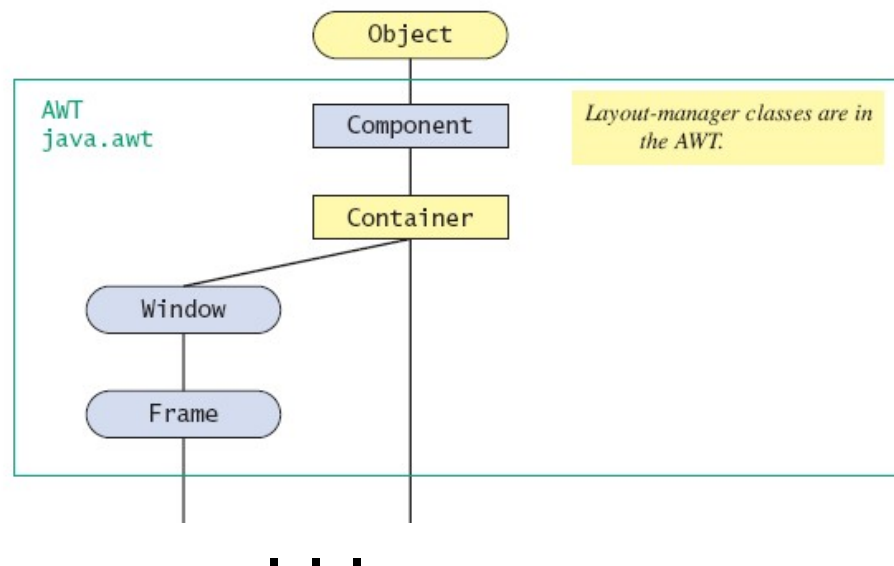 Object
AWT
java.awt
Component
Layout-manager classes are in
the AWT.
Container
Window
Frame